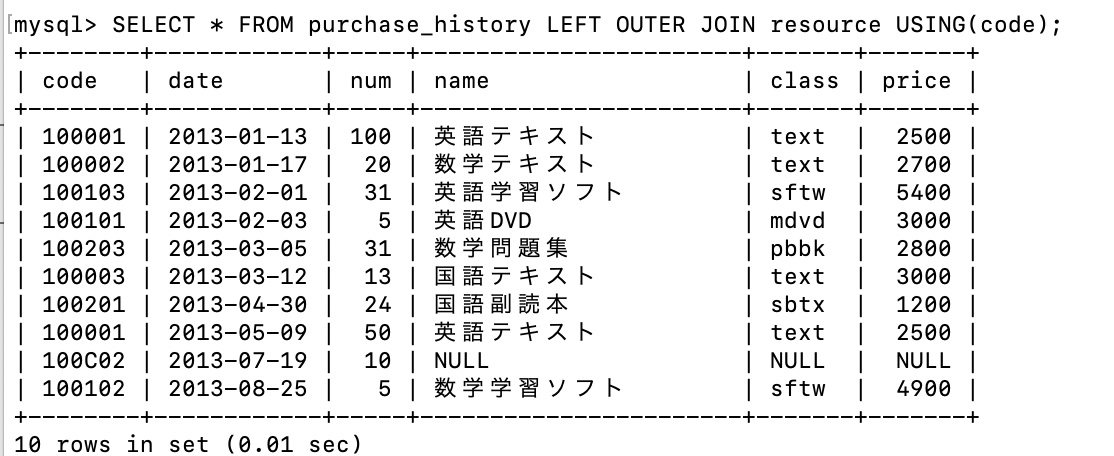 [mysql> SELECT * FROM purchase_history LEFT OUTER JOIN resource USING(code);
+--------+------------+-----+------------------------+-------+-------+
| code   | date       | num | name                   | class | price |
+--------+------------+-----+------------------------+-------+-------+
| 100001 | 2013-01-13 | 100 | 英語テキスト           | text  | 2500 |
| 100002 | 2013-01-17 |  20 | 数学テキスト           | text  | 2700 |
| 100103 | 2013-02-01 |  31 | 英語学習ソフト         | sftw  | 5400 |
| 100101 | 2013-02-03 |   5 | 英語DVD                | mdvd  | 3000 |
| 100203 | 2013-03-05 |  31 | 数学問題集             | pbbk  | 2800 |
| 100003 | 2013-03-12 |  13 | 国語テキスト           | text  | 3000 |
| 100201 | 2013-04-30 |  24 | 国語副読本             | sbtx  | 1200 |
| 100001 | 2013-05-09 |  50 | 英語テキスト           | text  | 2500 |
| 100C02 | 2013-07-19 |  10 | NULL                   | NULL  | NULL |
| 100102 | 2013-08-25 |   5 | 数学学習ソフト         | sftw  | 4900 |
+--------+------------+-----+------------------------+-------+-------+
10 rows in set (0.01 sec)